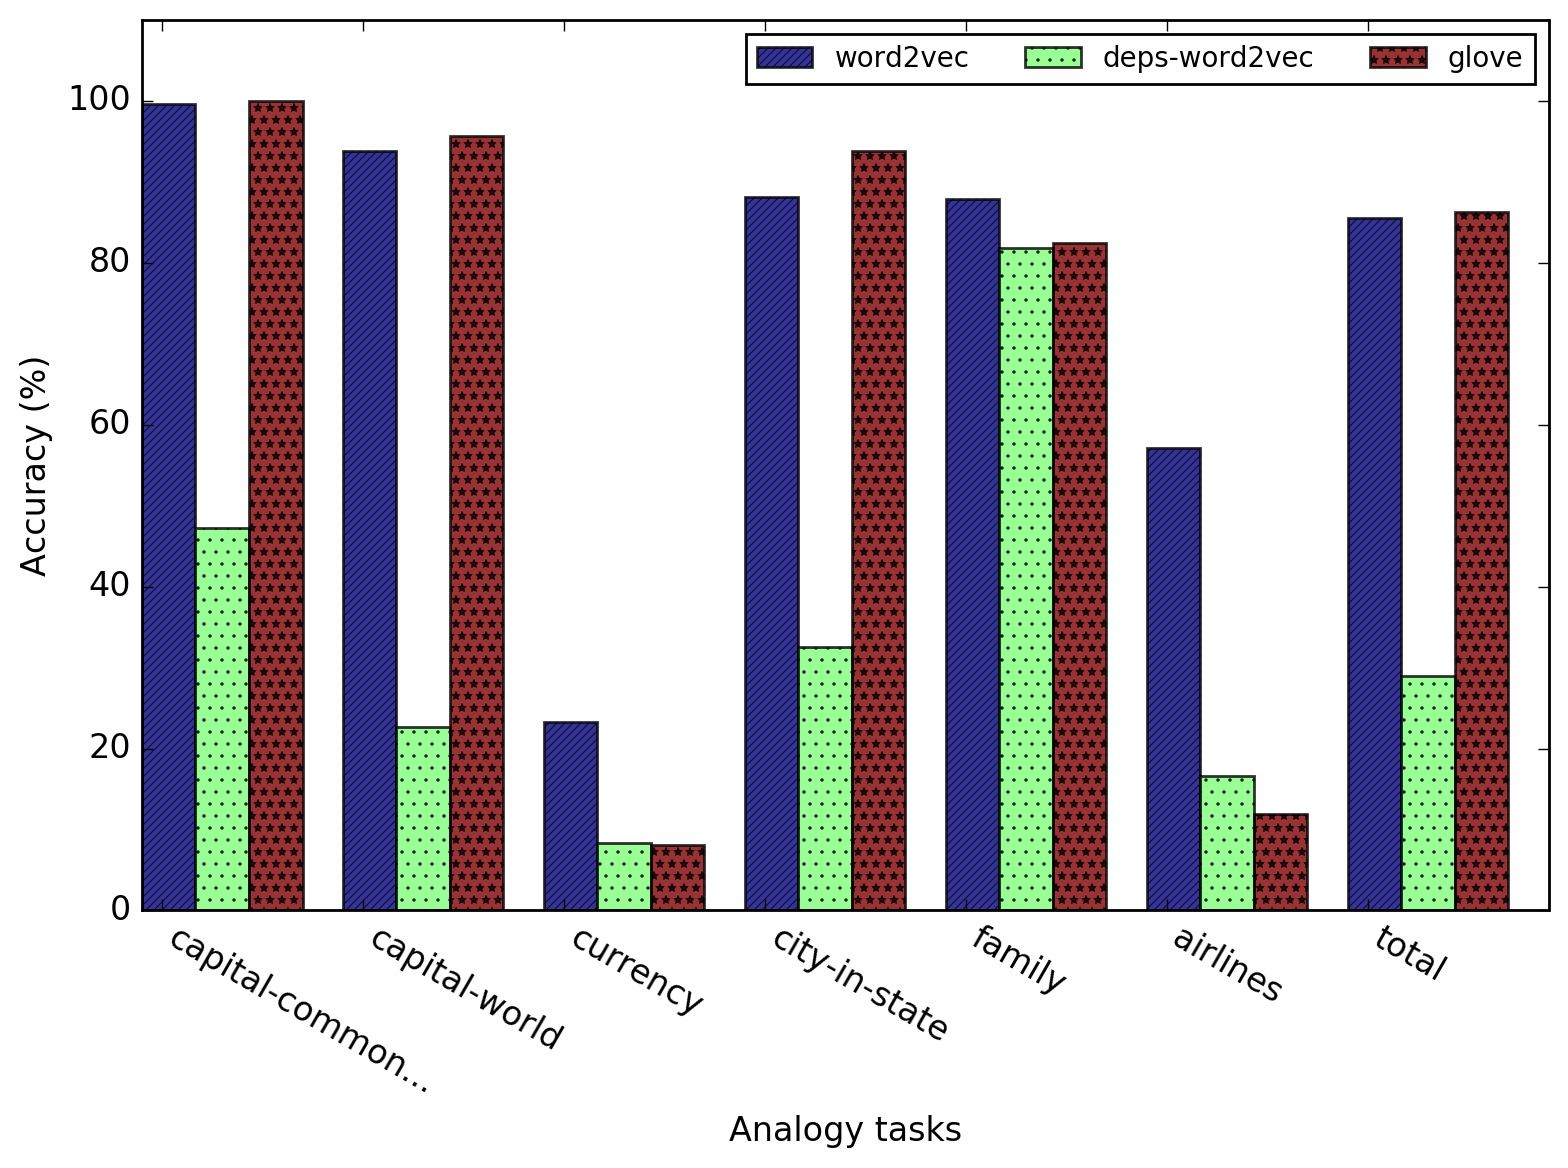 word2vec deps-word2vec glove
100
80
60
40
20
0
Accuracy (%)
capital-common...
capital-world
currency
city-in-state
family
airlines
total
Analogy tasks